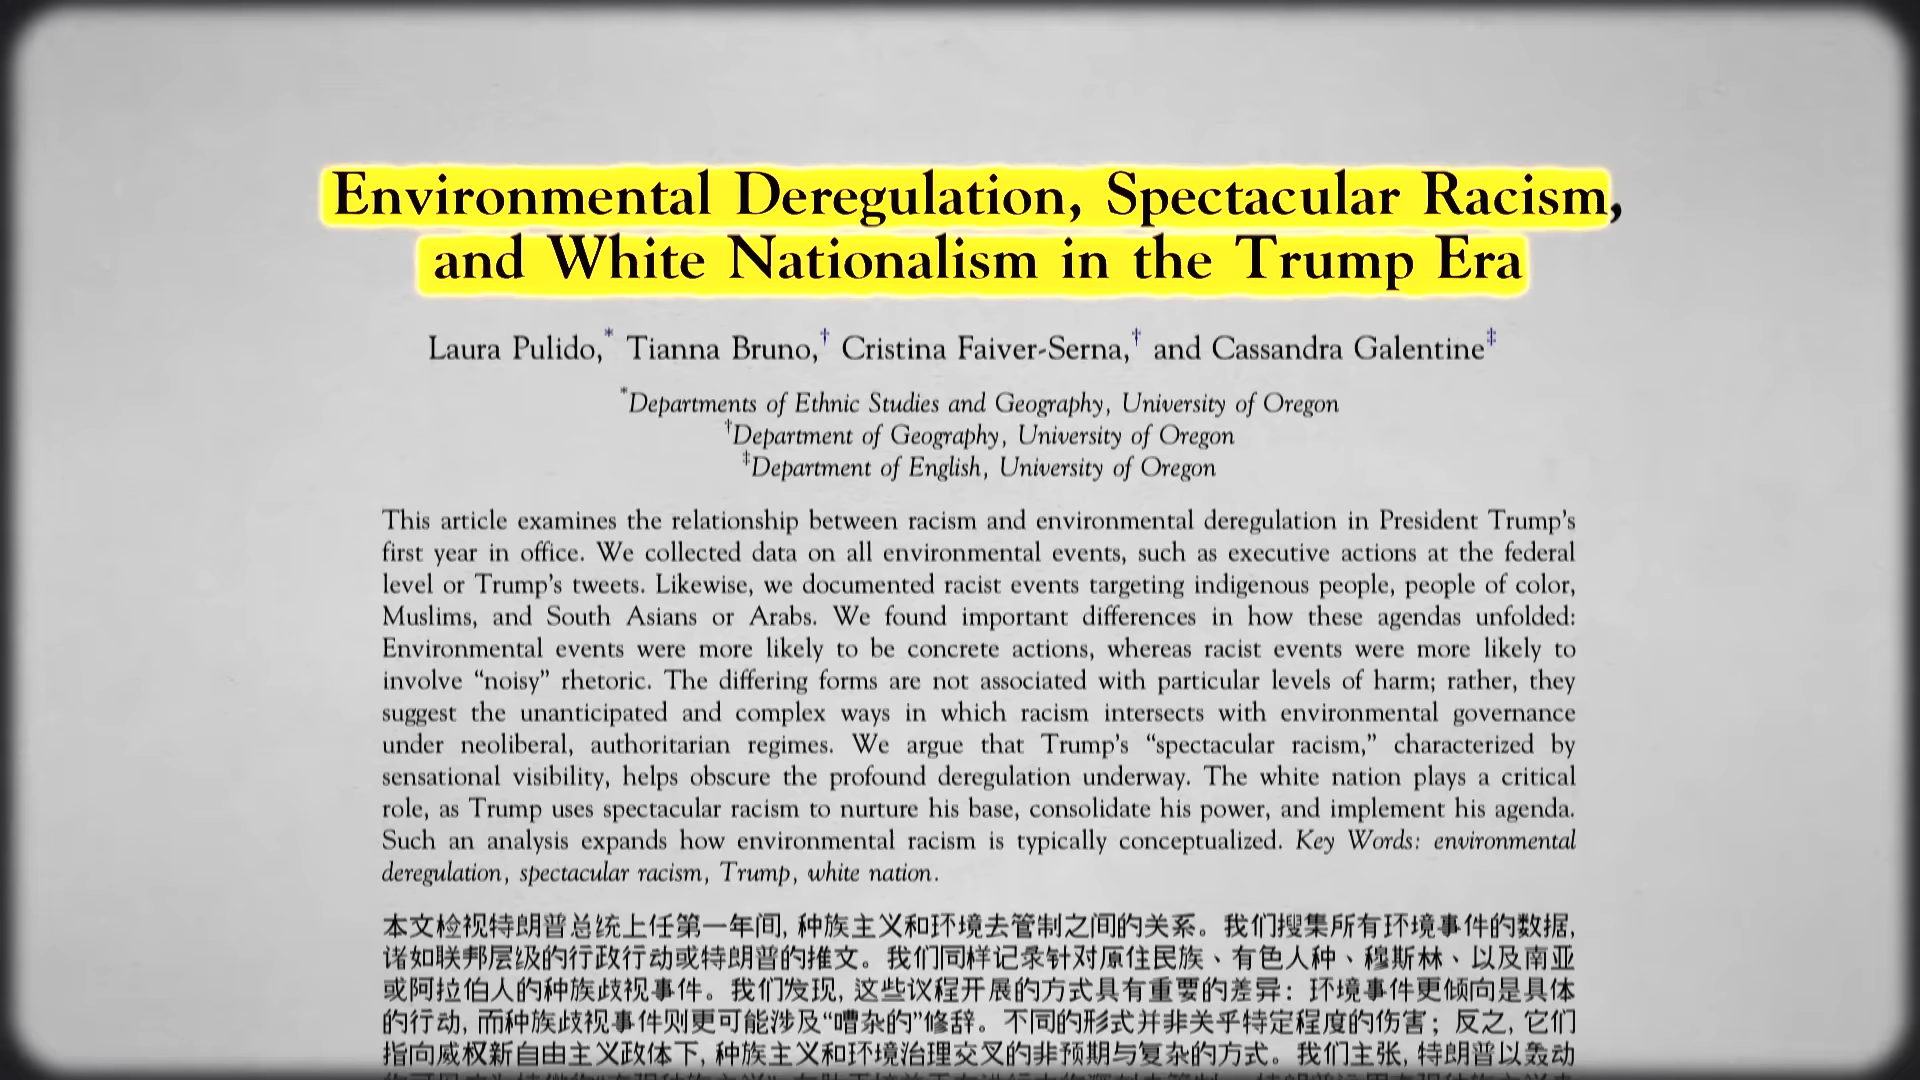 Environmental Deregulation, Spectacular Racism,
and White Nationalism in the Trump Era
Laura Pulido,* Tianna Bruno,† Cristina Faiver-Serna,† and Cassandra Galentine‡
*Departments of Ethnic Studies and Geography, University of Oregon
†Department of Geography, University of Oregon
‡Department of English, University of Oregon
This article examines the relationship between racism and environmental deregulation in President Trump's
first year in office. We collected data on all environmental events, such as executive actions at the federal
level or Trump's tweets. Likewise, we documented racist events targeting indigenous people, people of color,
Muslims, and South Asians or Arabs. We found important differences in how these agendas unfolded:
Environmental events were more likely to be concrete actions, whereas racist events were more likely to
involve “noisy” rhetoric. The differing forms are not associated with particular levels of harm; rather, they
suggest the unanticipated and complex ways in which racism intersects with environmental governance
under neoliberal, authoritarian regimes. We argue that Trump's “spectacular racism,” characterized by
sensational visibility, helps obscure the profound deregulation underway. The white nation plays a critical
role, as Trump uses spectacular racism to nurture his base, consolidate his power, and implement his agenda.
Such an analysis expands how environmental racism is typically conceptualized. Key Words: environmental
deregulation, spectacular racism, Trump, white nation.
本文检视特朗普总统上任第一年间, 种族主义和环境去管制之间的关系。我们搜集所有环境事件的数据,
诸如联邦层级的行政行动或特朗普的推文。我们同样记录针对原住民族、有色人种、穆斯林、以及南亚
或阿拉伯人的种族歧视事件。我们发现, 这些议程开展的方式具有重要的差异：环境事件更倾向是具体
的行动, 而种族歧视事件则更可能涉及“嘈杂的”修辞。不同的形式并非关乎特定程度的伤害；反之, 它们
指向威权新自由主义政体下, 种族主义和环境治理交叉的非预期与复杂的方式。我们主张, 特朗普以轰动